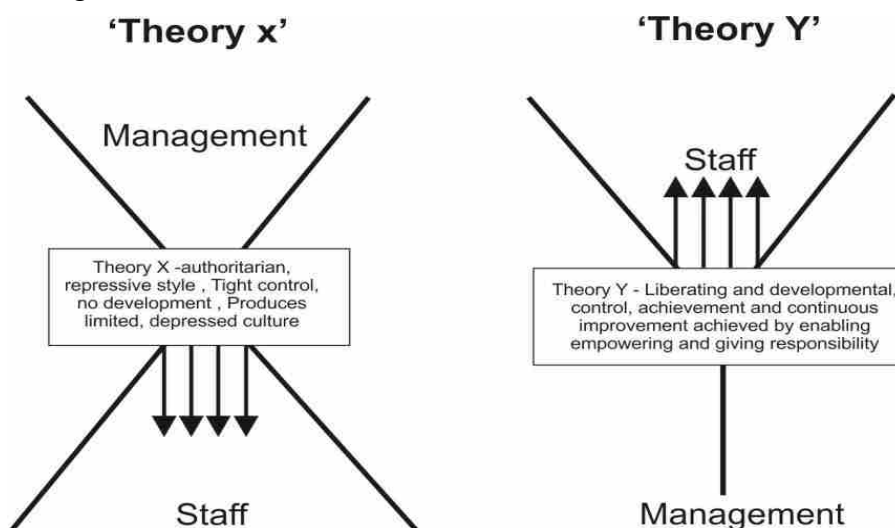 ‘Theory x’
Management
Theory X -authoritarian,
repressive style , Tight control,
no development , Produces
limited, depressed culture
Staff
‘Theory Y’
Staff
Theory Y - Liberating and developmental,
control, achievement and continuous
improvement achieved by enabling
empowering and giving responsibility
Management